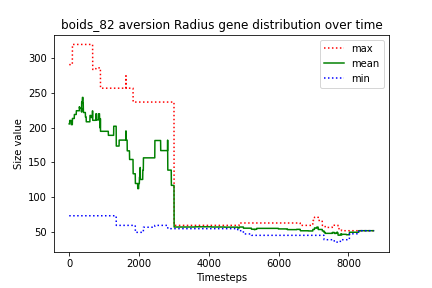 boids_82 aversion Radius gene distribution over time
max
mean
min
Size value
300
250
200
150
100
50
0
2000
4000
6000
8000
Timesteps